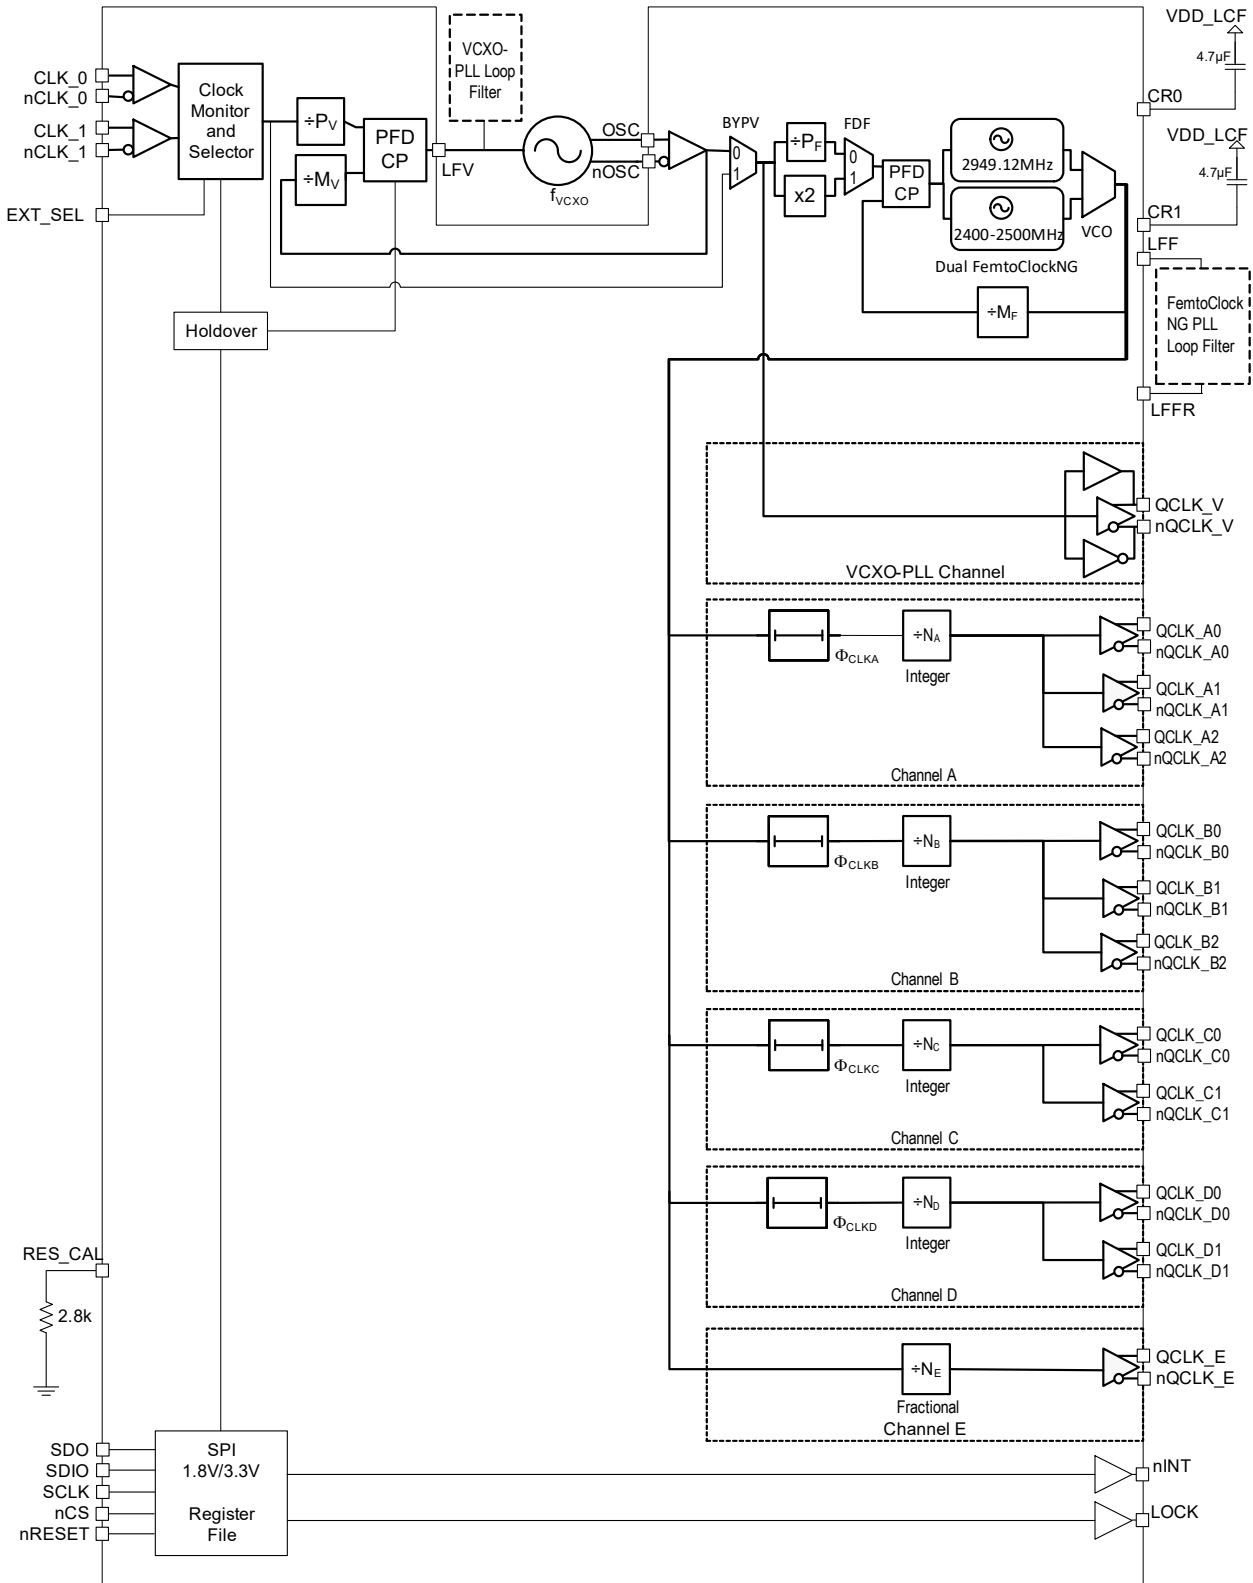 VDD_LCF
4.7µF
CR0
VDD_LCF
4.7µF
CR1
LFF
FemtoClock
NG PLL
Loop Filter
LFFR
CLK_0
nCLK_0
CLK_1
nCLK_1
EXT_SEL
Clock
Monitor
and
Selector
÷PV
÷MV
PFD
CP
VCXO-
PLL Loop
Filter
LFV
fVCXO
OSC
nOSC
BYPV
0
1
÷PF
x2
FDF
0
1
PFD
CP
2949.12MHz
2400-2500MHz
VCO
Dual FemtoClockNG
÷MF
Holdover
QCLK_V
nQCLK_V
VCXO-PLL Channel
ΦCLKA
÷NA
Integer
QCLK_A0
nQCLK_A0
QCLK_A1
nQCLK_A1
QCLK_A2
nQCLK_A2
Channel A
ΦCLKB
÷NB
Integer
QCLK_B0
nQCLK_B0
QCLK_B1
nQCLK_B1
QCLK_B2
nQCLK_B2
Channel B
ΦCLKC
÷NC
Integer
QCLK_C0
nQCLK_C0
QCLK_C1
nQCLK_C1
Channel C
ΦCLKD
÷ND
Integer
QCLK_D0
nQCLK_D0
QCLK_D1
nQCLK_D1
Channel D
÷NE
Fractional
QCLK_E
nQCLK_E
Channel E
RES_CAL
2.8k
SDO
SDIO
SCLK
nCS
nRESET
SPI
1.8V/3.3V
Register
File
nINT
LOCK